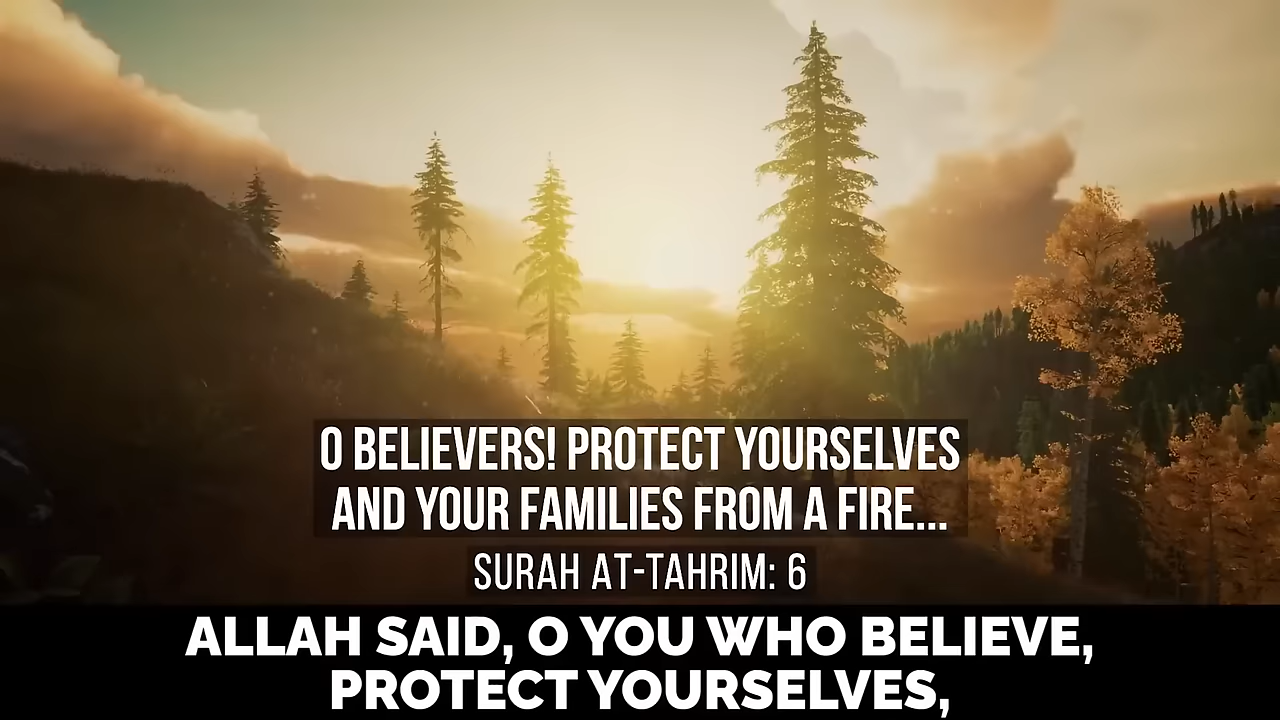 O BELIEVERS! PROTECT YOURSELVES
AND YOUR FAMILIES FROM A FIRE...
SURAH AT-TAHRIM: 6
ALLAH SAID, O YOU WHO BELIEVE,
PROTECT YOURSELVES,